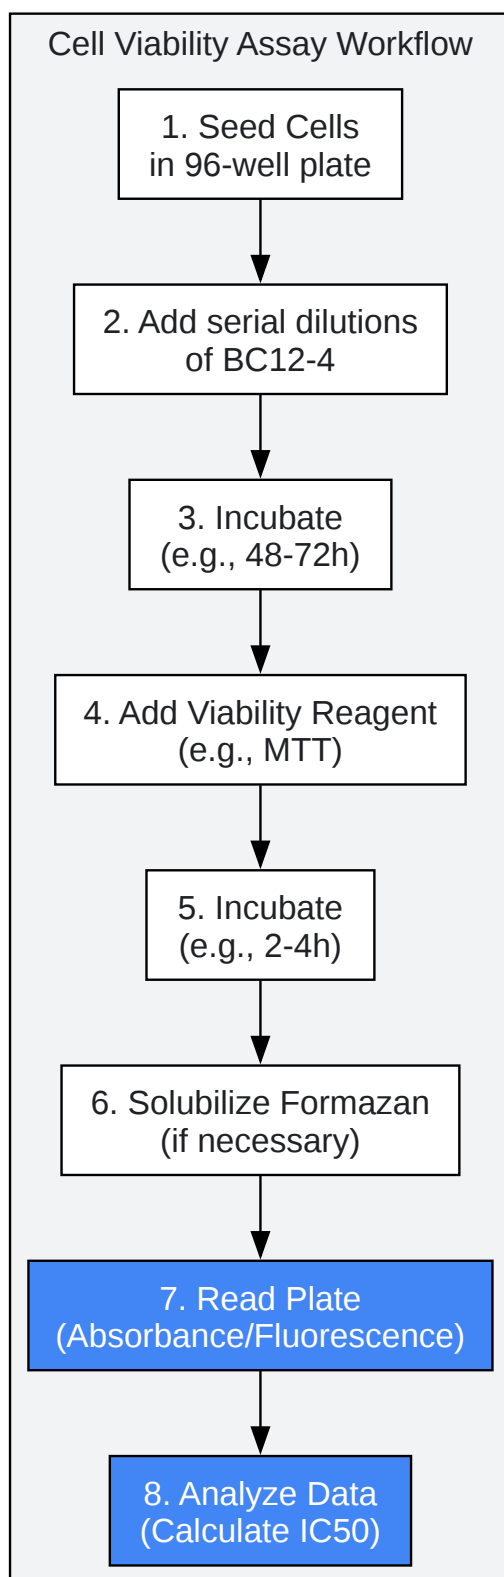 Cell Viability Assay Workflow
1. Seed Cells
in 96-well plate
2. Add serial dilutions
of BC12-4
3. Incubate
(e.g., 48-72h)
4. Add Viability Reagent
(e.g., MTT)
5. Incubate
(e.g., 2-4h)
6. Solubilize Formazan
(if necessary)
7. Read Plate
(Absorbance/Fluorescence)
8. Analyze Data
(Calculate IC50)